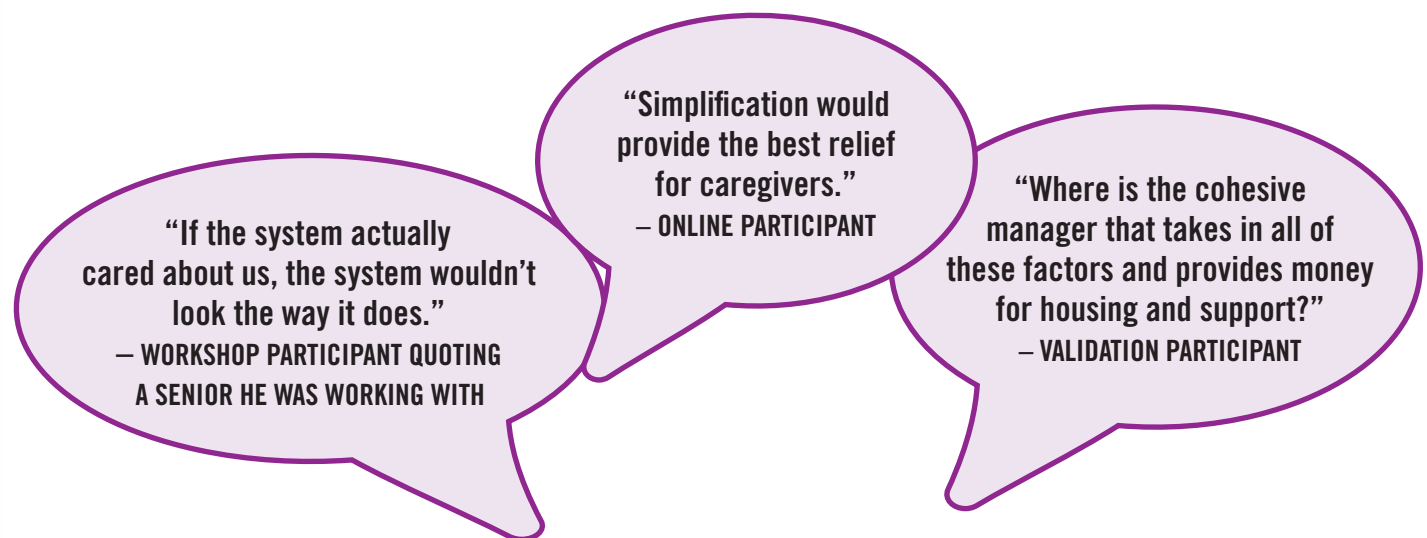 “If the system actually
cared about us, the system wouldn’t
look the way it does.”
– WORKSHOP PARTICIPANT QUOTING
A SENIOR HE WAS WORKING WITH
“Simplification would
provide the best relief
for caregivers.”
– ONLINE PARTICIPANT
“Where is the cohesive
manager that takes in all of
these factors and provides money
for housing and support?”
– VALIDATION PARTICIPANT